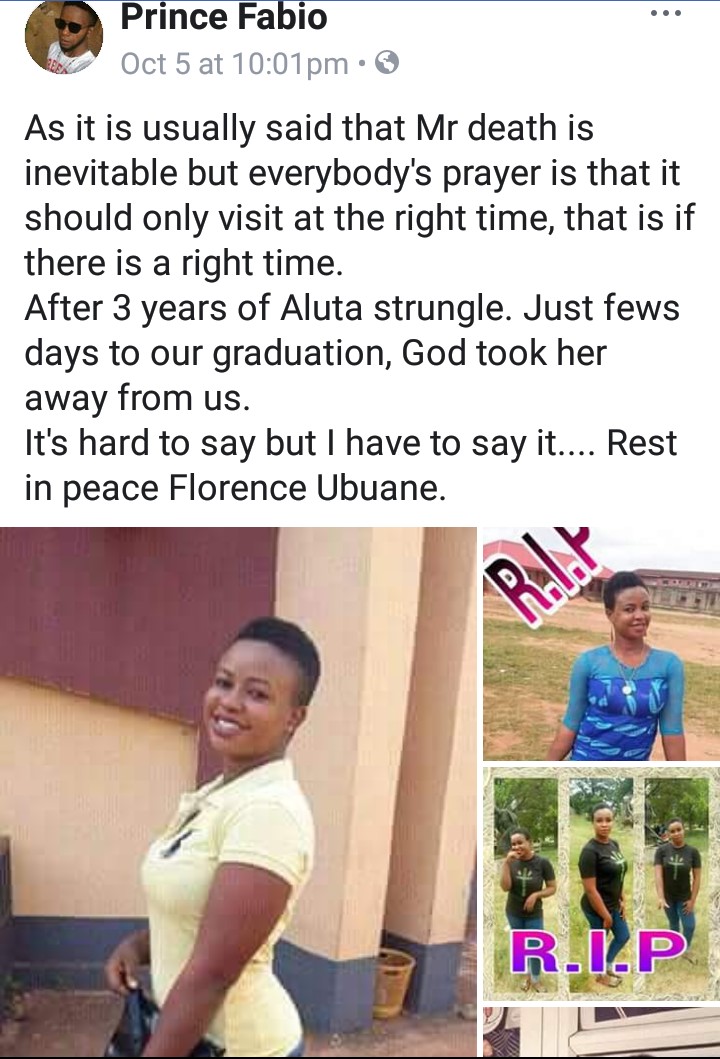 Prince Fabio
Oct 5 at 10:01pm •
As it is usually said that Mr death is
inevitable but everybody's prayer is that it
should only visit at the right time, that is if
there is a right time.
After 3 years of Aluta strungle. Just fews
days to our graduation, God took her
away from us.
It's hard to say but I have to say it.... Rest
in peace Florence Ubuane.
R.I.P
R.I.P